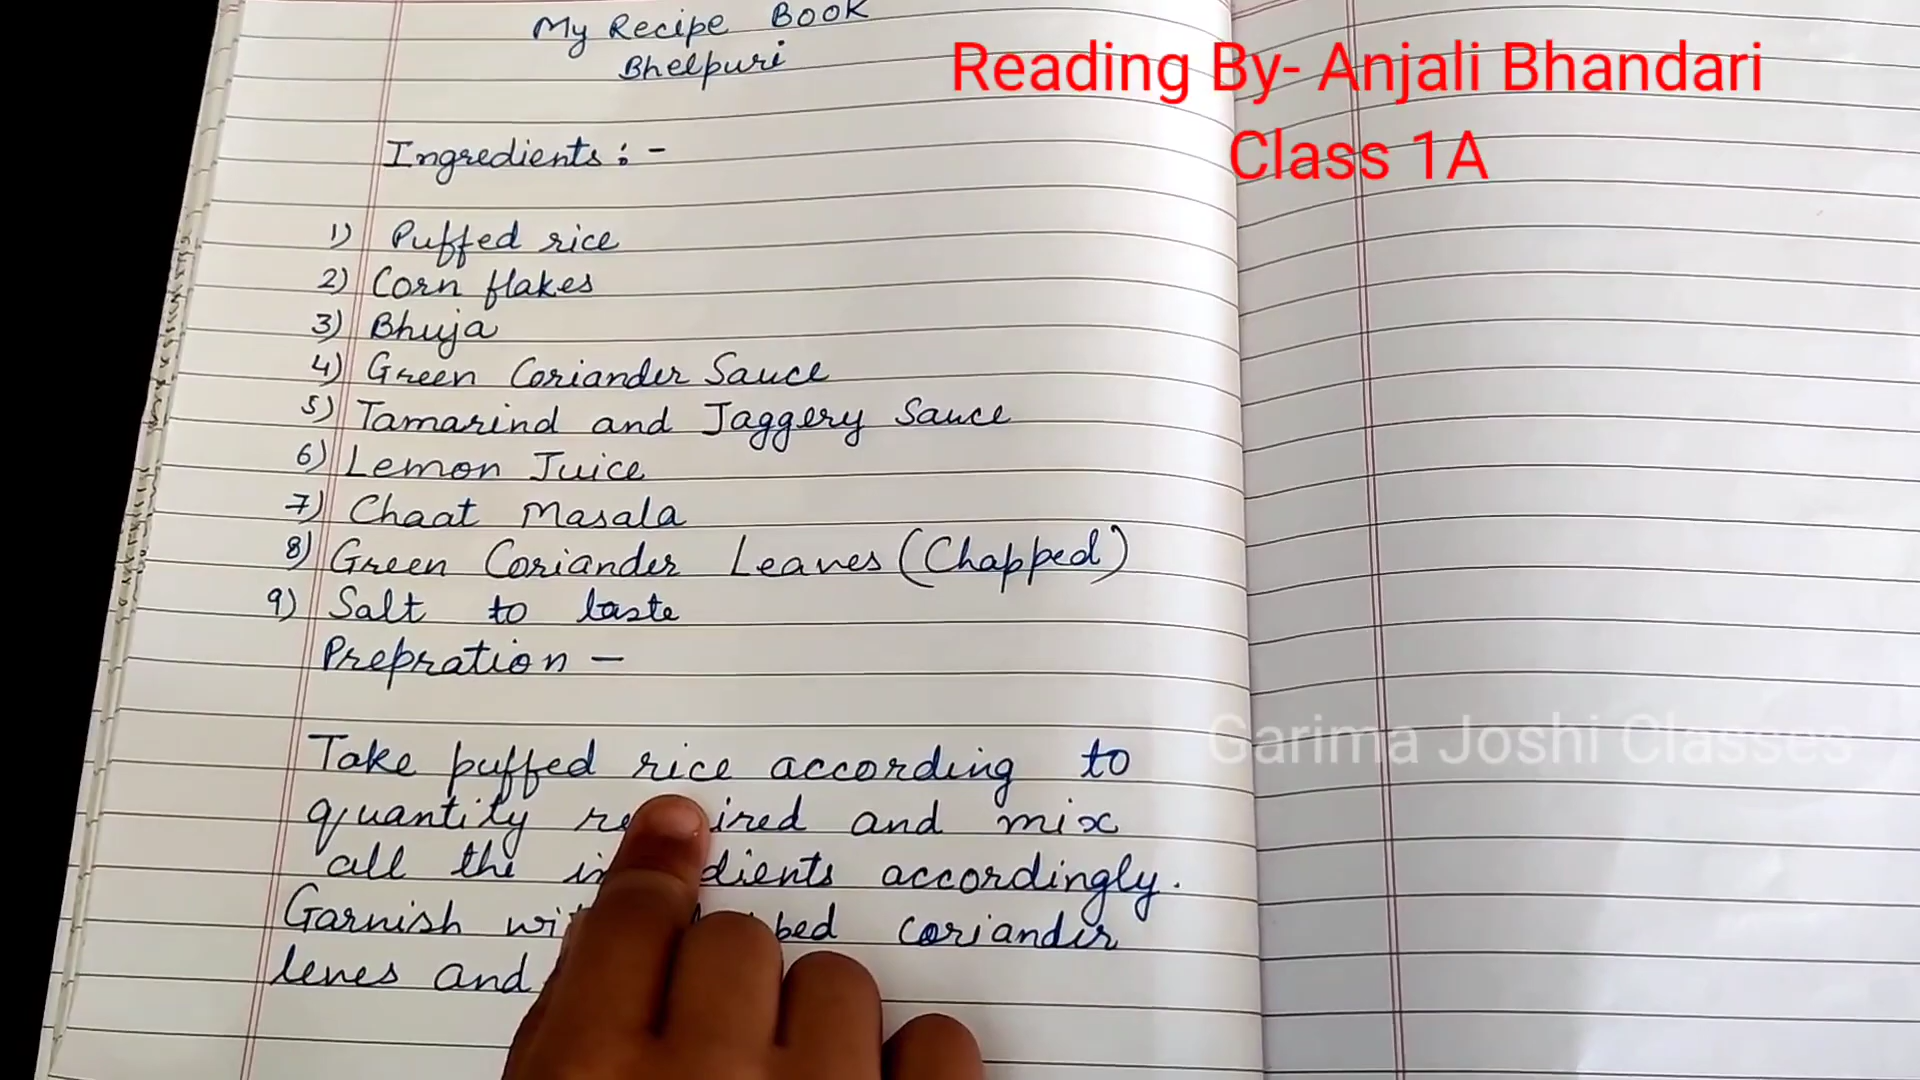 My Recipe Book
Bhelpuri
Reading By- Anjali Bhandari
Class 1A
Ingredients : -
1) Puffed rice
2) Corn flakes
3) Bhuja
4) Green Coriander Sauce
5) Tamarind and Jaggery Sauce
6) Lemon Juice
7) Chaat Masala
8) Green Coriander Leaves (Chapped)
9) Salt to taste
Prepration -
Take puffed rice according to
quantity and mix
all the accordingly.
Garnish coriander
leves and
Garima Joshi Classes